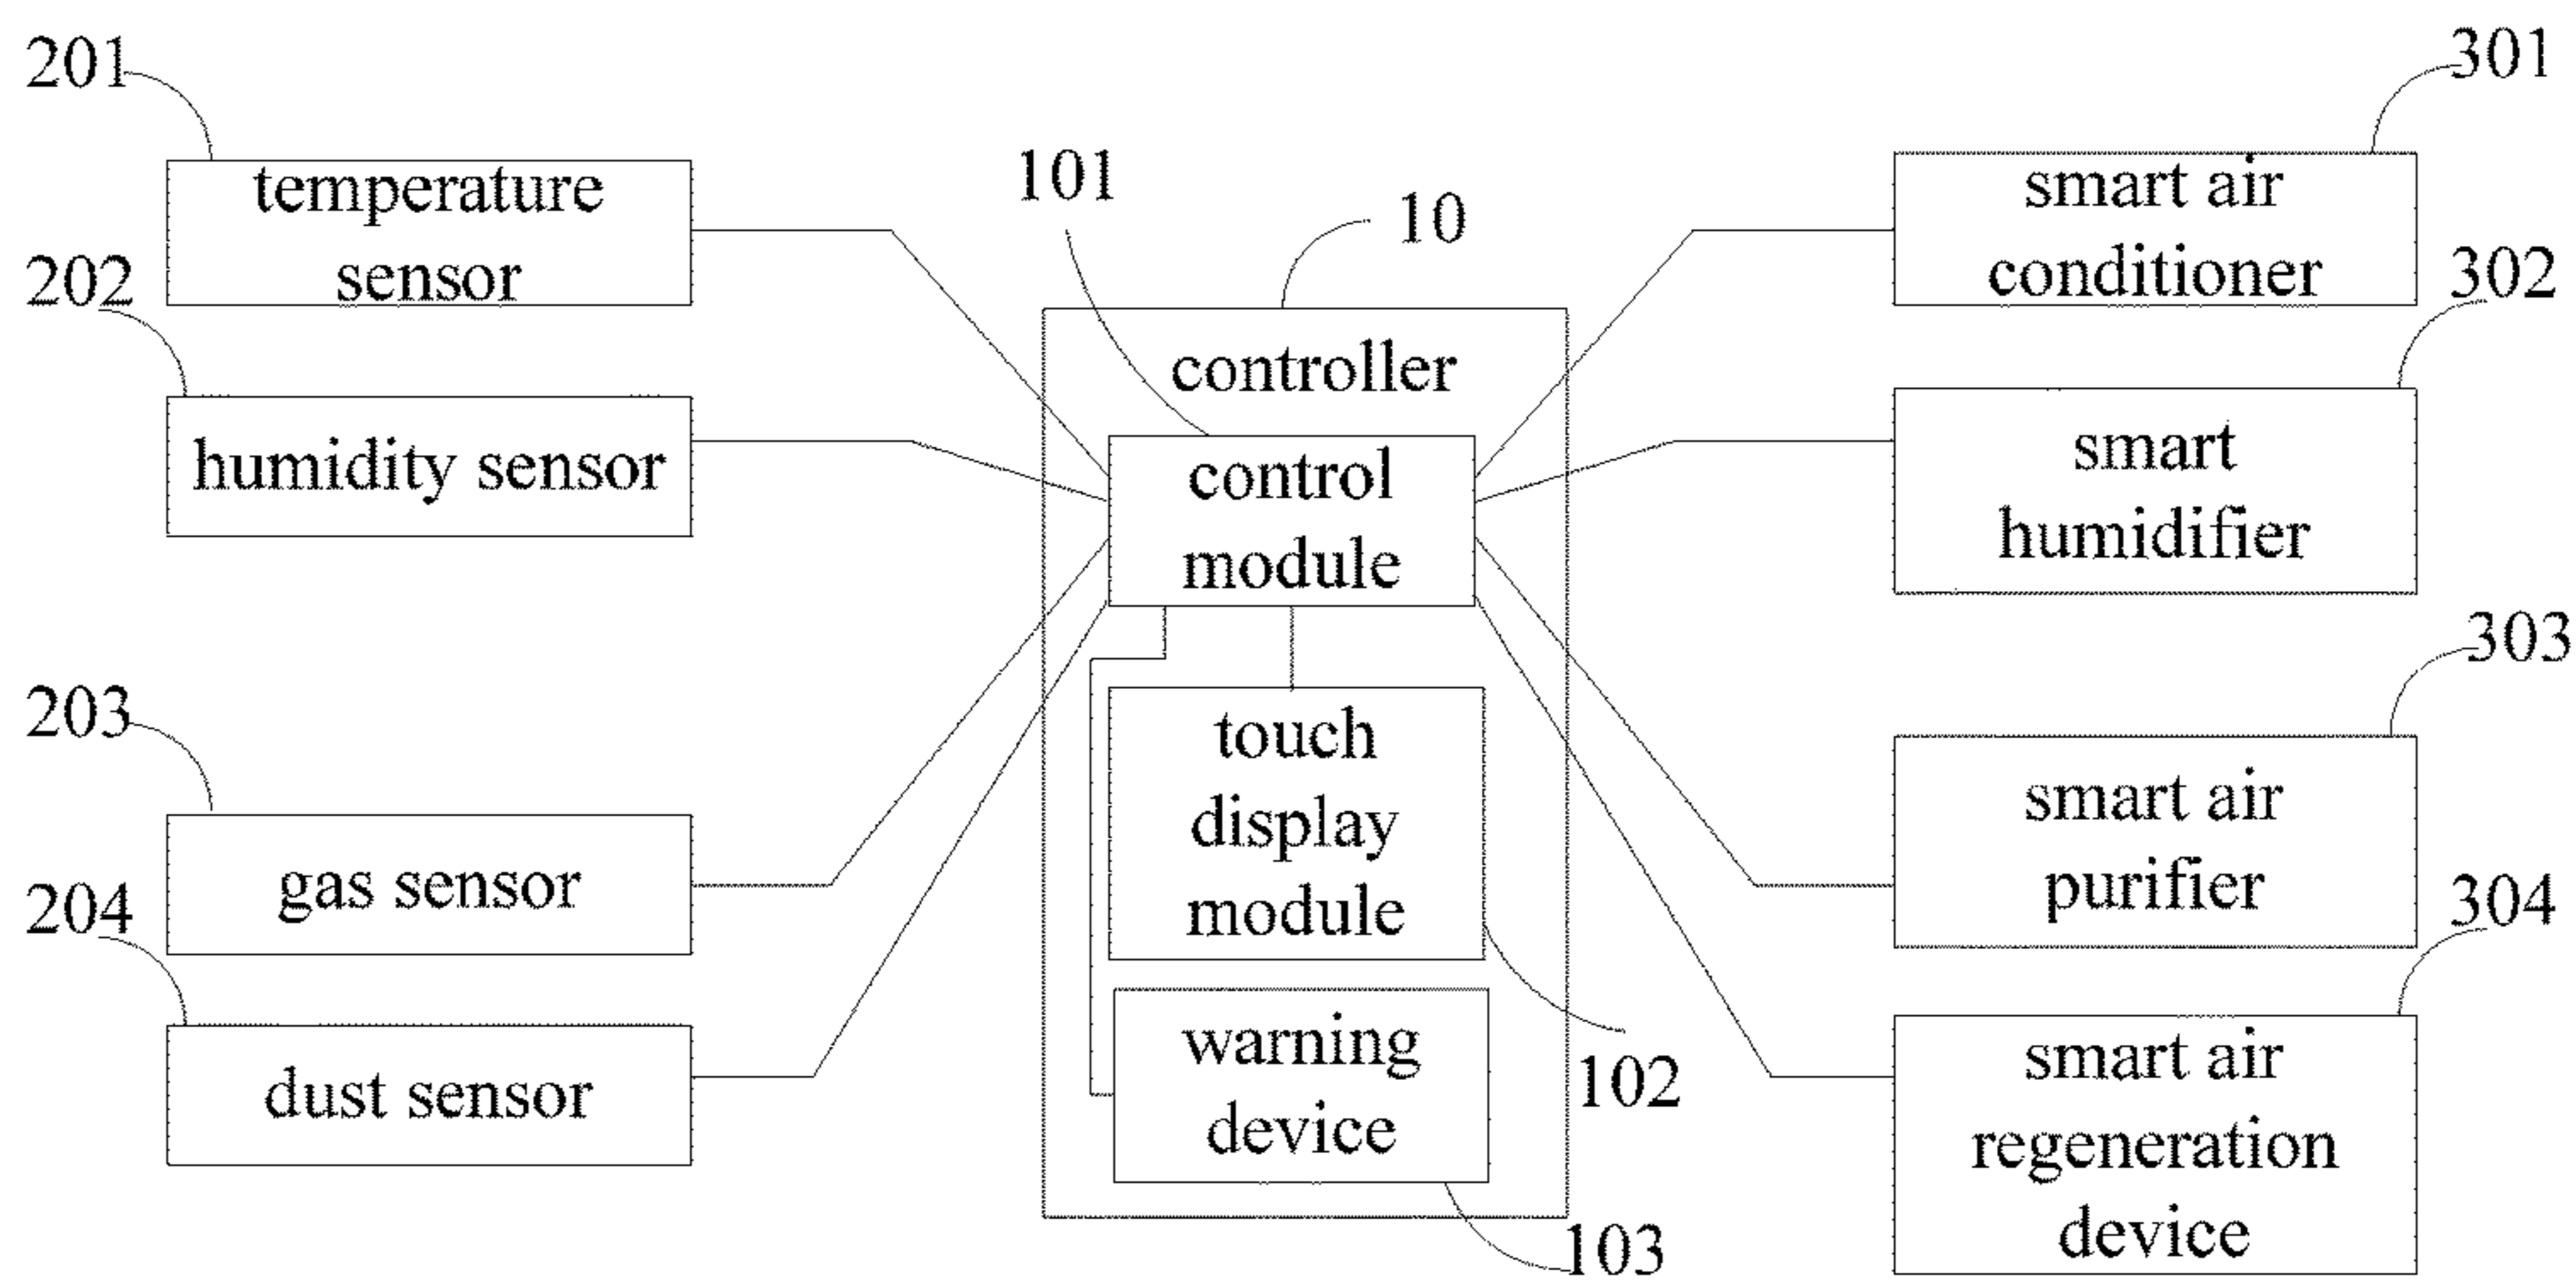 201
temperature
sensor
202
humidity sensor
203
gas sensor
204
dust sensor
101
10
controller
control
module
touch
display
module
102
warning
device
103
301
smart air
conditioner
302
smart
humidifier
303
smart air
purifier
304
smart air
regeneration
device